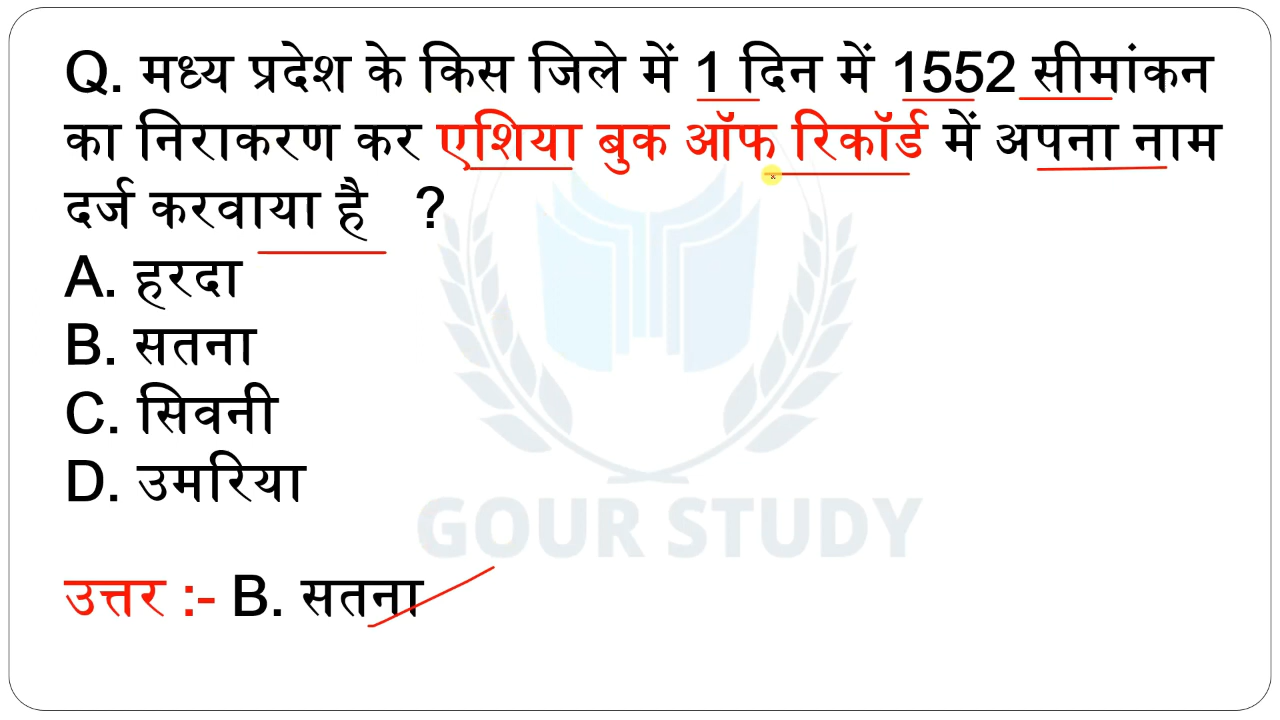 Q. मध्य प्रदेश के किस जिले में 1 दिन में 1552 सीमांकन
का निराकरण कर एशिया बुक ऑफ रिकॉर्ड में अपना नाम
दर्ज करवाया है ?
A. हरदा
B. सतना
C. सिवनी
D. उमरिया
GOUR STUDY
उत्तर :- B. सतना